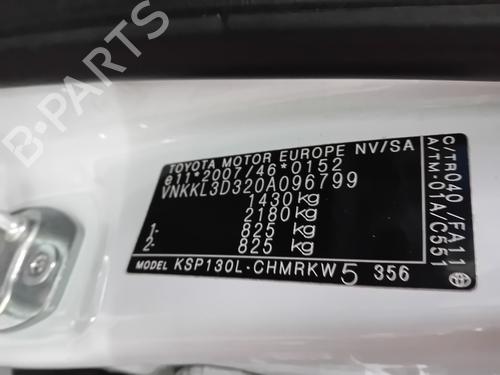 TOYOTA MOTOR EUROPE NV/SA
e11*2007/46*0152
VNKKL3D320A096799
1430 kg
2180 kg
1- 825 kg
2- 825 kg
MODEL KSP130L-CHMRKW5 356
C/TR040 /FA11
A/TM-01A/C551
B-PARTS